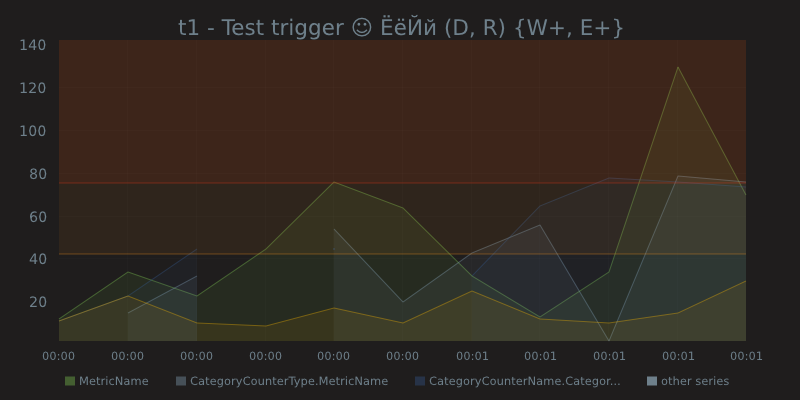 t1 - Test trigger ☺ ЁёЙй (D, R) {W+, E+}
140
120
100
80
60
40
20
00:00 00:00 00:00 00:00 00:00 00:00 00:01 00:01 00:01 00:01 00:01
MetricName CategoryCounterType.MetricName CategoryCounterName.Categor... other series